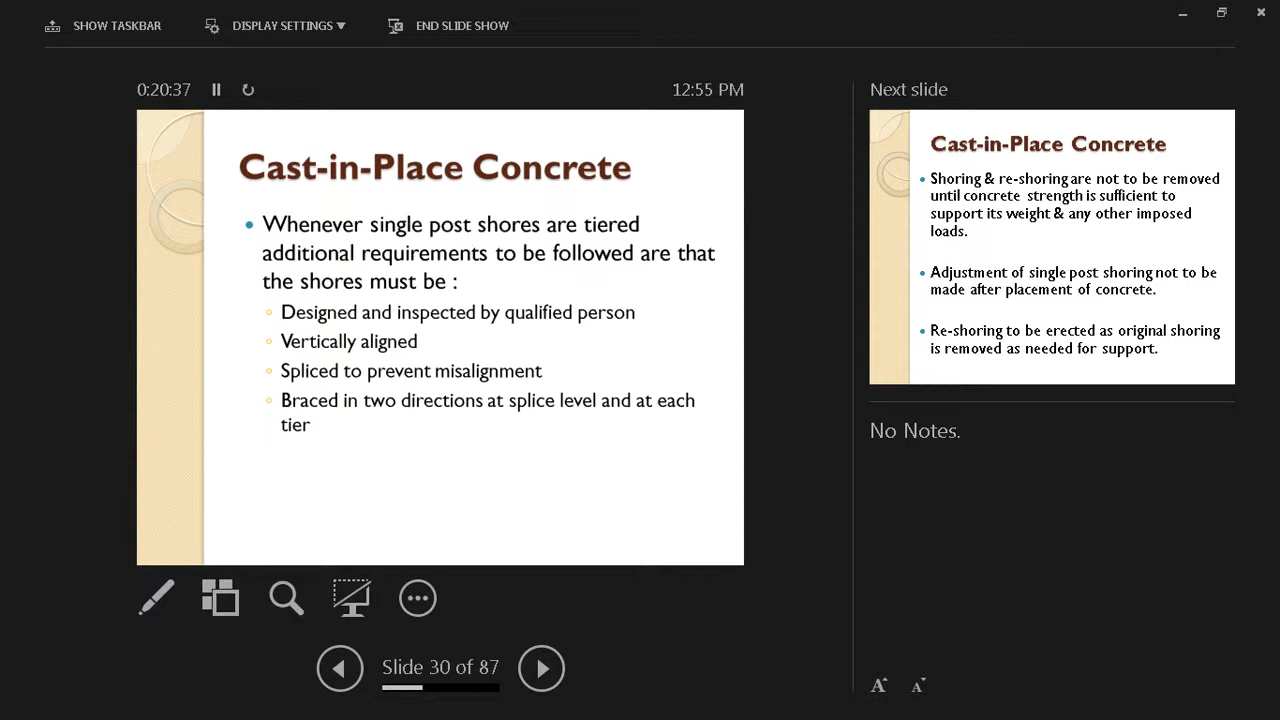 SHOW TASKBAR
DISPLAY SETTINGS
END SLIDE SHOW
0:20:37
12:55 PM
Cast-in-Place Concrete
• Whenever single post shores are tiered
additional requirements to be followed are that
the shores must be :
◦ Designed and inspected by qualified person
◦ Vertically aligned
◦ Spliced to prevent misalignment
◦ Braced in two directions at splice level and at each
tier
Slide 30 of 87
Next slide
Cast-in-Place Concrete
• Shoring & re-shoring are not to be removed
until concrete strength is sufficient to
support its weight & any other imposed
loads.
• Adjustment of single post shoring not to be
made after placement of concrete.
• Re-shoring to be erected as original shoring
is removed as needed for support.
No Notes.
A A